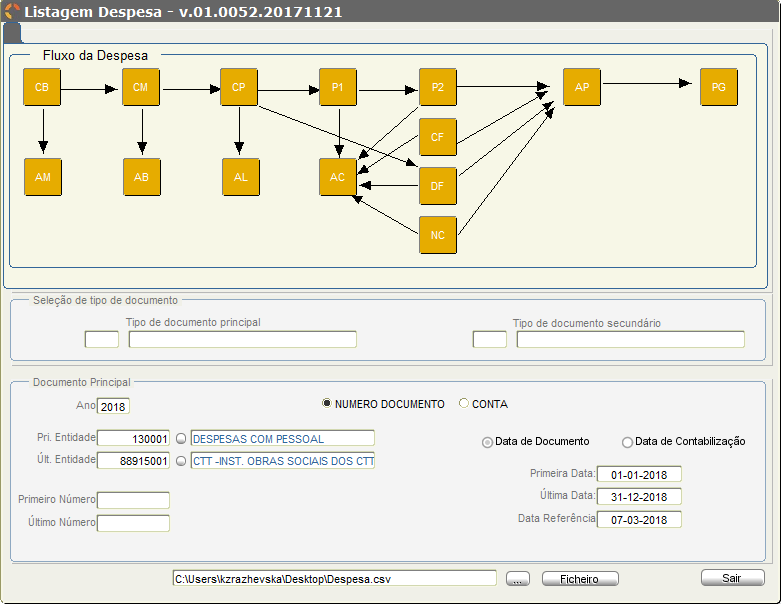 Listagem Despesa - v.01.0052.20171121
Fluxo da Despesa
CB CM CP P1 P2 AP PG
CF
AM AB AL AC DF
NC
Seleção de tipo de documento
Tipo de documento principal Tipo de documento secundário
Documento Principal
Ano 2018 NUMERO DOCUMENTO CONTA
Pri. Entidade 130001 DESPESAS COM PESSOAL
Data de Documento Data de Contabilização
Últ. Entidade 88915001 CTT -INST. OBRAS SOCIAIS DOS CTT
Primeira Data: 01-01-2018
Primeiro Número Última Data: 31-12-2018
Último Número Data Referência 07-03-2018
C:\Users\kzrazhevska\Desktop\Despesa.csv ... Ficheiro Sair